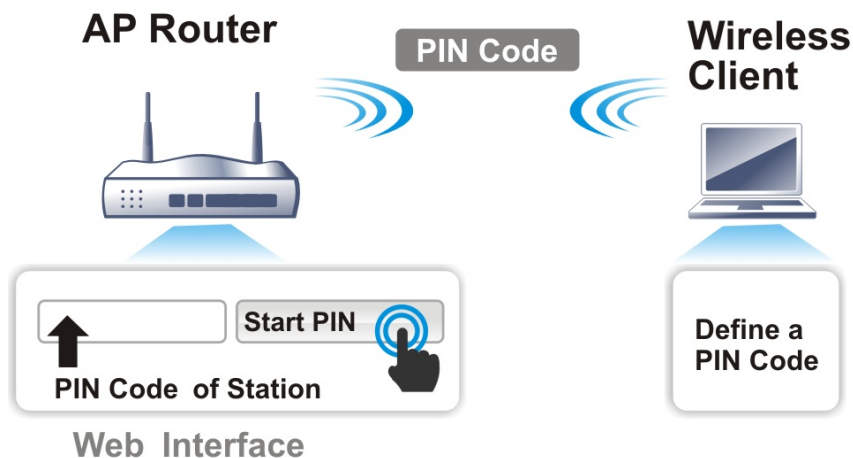 AP Router
PIN Code
Wireless
Client
Start PIN
PIN Code of Station
Web Interface
Define a
PIN Code